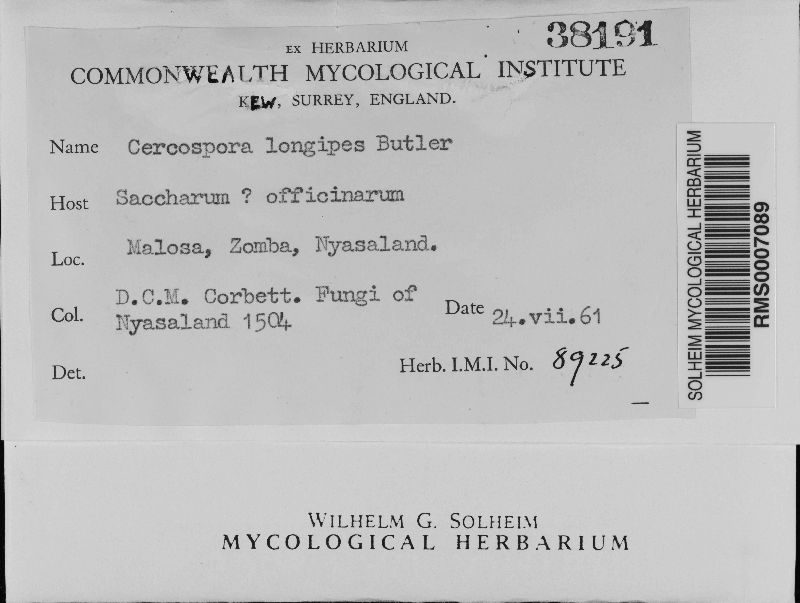 38191
EX HERBARIUM
COMMONWEALTH MYCOLOGICAL INSTITUTE
KEW, SURREY, ENGLAND.
Name Cercospora longipes Butler
Host Saccharum ? officinarum
Loc. Malosa, Zomba, Nyasaland.
Col. D.C.M. Corbett. Fungi of
Nyasaland 1504 Date 24.vii.61
Det. Herb. I.M.I. No. 89225
SOLHEIM MYCOLOGICAL HERBARIUM
RMS0007089
WILHELM G. SOLHEIM
MYCOLOGICAL HERBARIUM